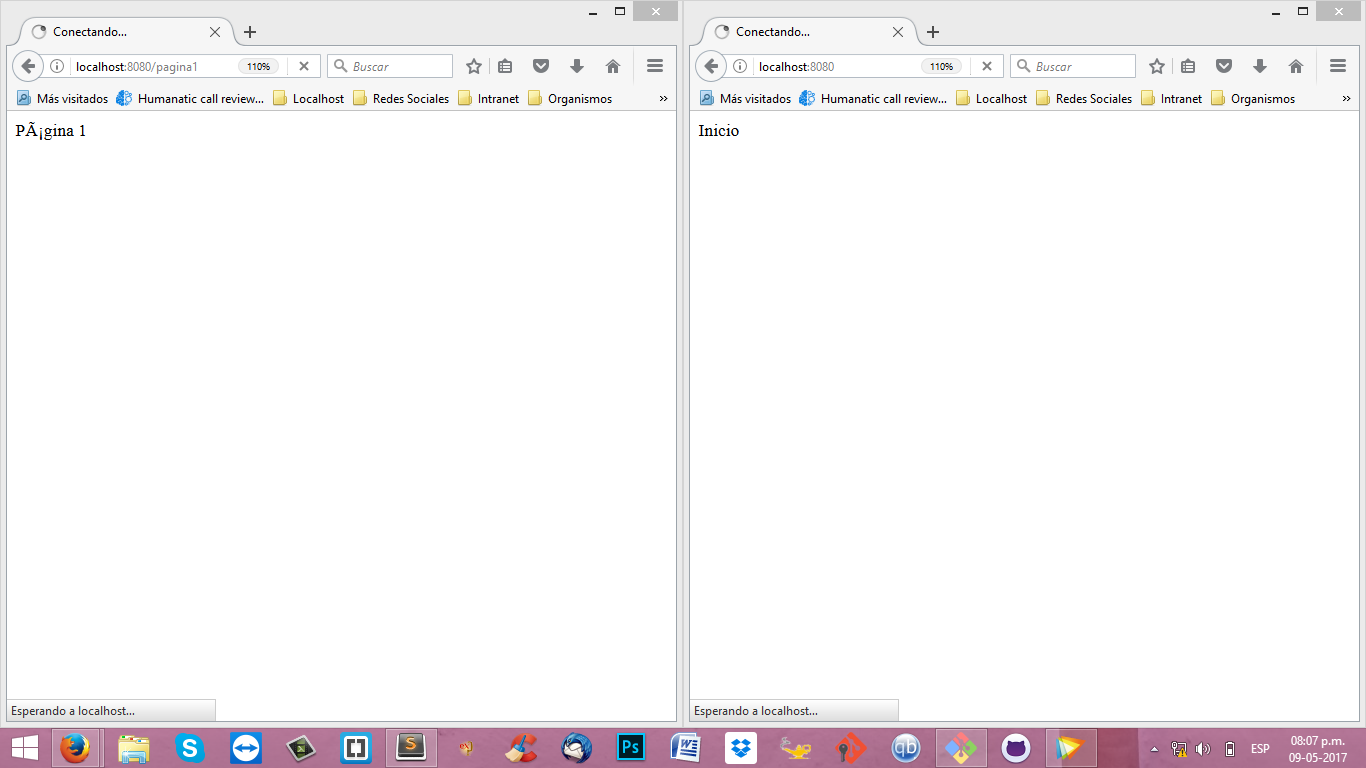 Conectando...
localhost:8080/pagina1 110% Buscar
Más visitados Humanatic call review... Localhost Redes Sociales Intranet Organismos »
PÃ¡gina 1
Esperando a localhost...
Conectando...
localhost:8080 110% Buscar
Más visitados Humanatic call review... Localhost Redes Sociales Intranet Organismos »
Inicio
Esperando a localhost...
S S Ps W qb ESP 08:07 p.m.
09-05-2017